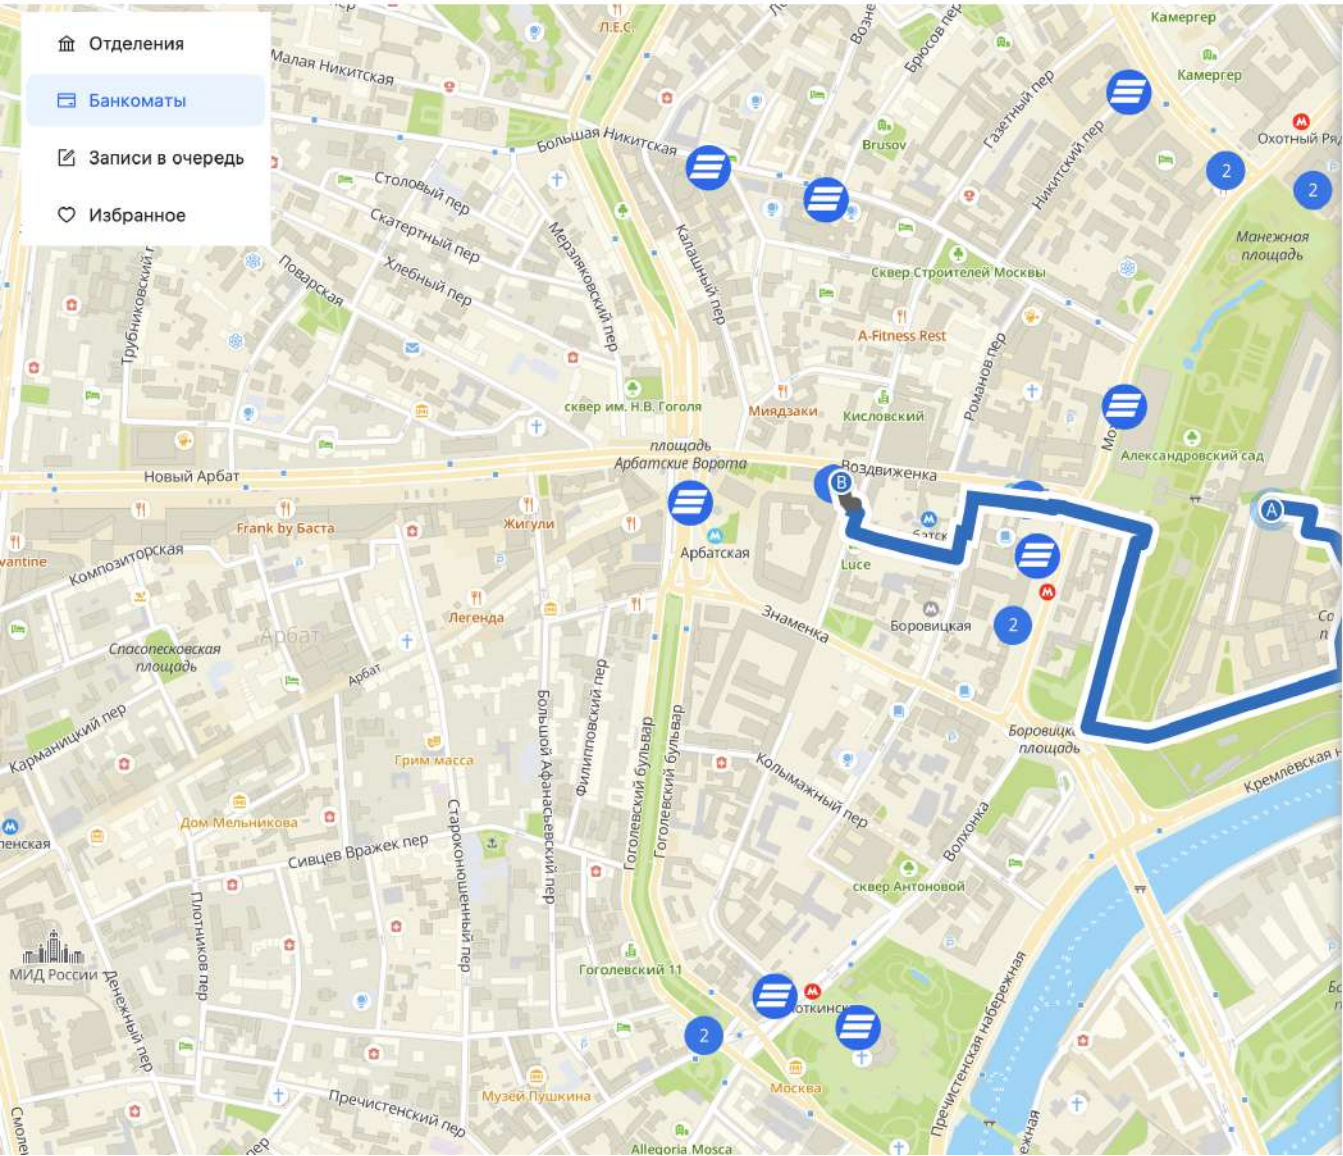 Отделения
Банкоматы
Записи в очередь
Избранное
Л.Е.С.
Брюсов пер
Камергер
Камергер
Малая Никитская
Большая Никитская
Газетный пер
Brusov
Охотный Ряд
Никитский пер
2
2
Столовый пер
Скатертный пер
Хлебный пер
Поварская
Мерзляковский пер
Калашный пер
Манежная
площадь
Сквер Строителей Москвы
A-Fitness Rest
Романов пер
сквер им. Н.В. Гоголя
Миядзаки
Кисловский
площадь
Арбатские Ворота
Воздвиженка
Александровский сад
Новый Арбат
B
A
Frank by Баста
Жигули
Арбатская
Luce
Композиторская
Легенда
Знаменка
Боровицкая
2
Арбат
Спасопесковская
площадь
Арбат
Филипповский пер
Большой Афанасьевский пер
Гоголевский бульвар
Гоголевский бульвар
площадь
Карманицкий пер
Грим масса
Колымажный пер
Дом Мельникова
Сивцев Вражек пер
Староконюшенный пер
Волхонка
сквер Антоновой
Плотников пер
МИД России
Денежный пер
Гоголевский 11
2
Пречистенская набережная
Музей Пушкина
Москва
Пречистенский пер
Allegoria Mosca